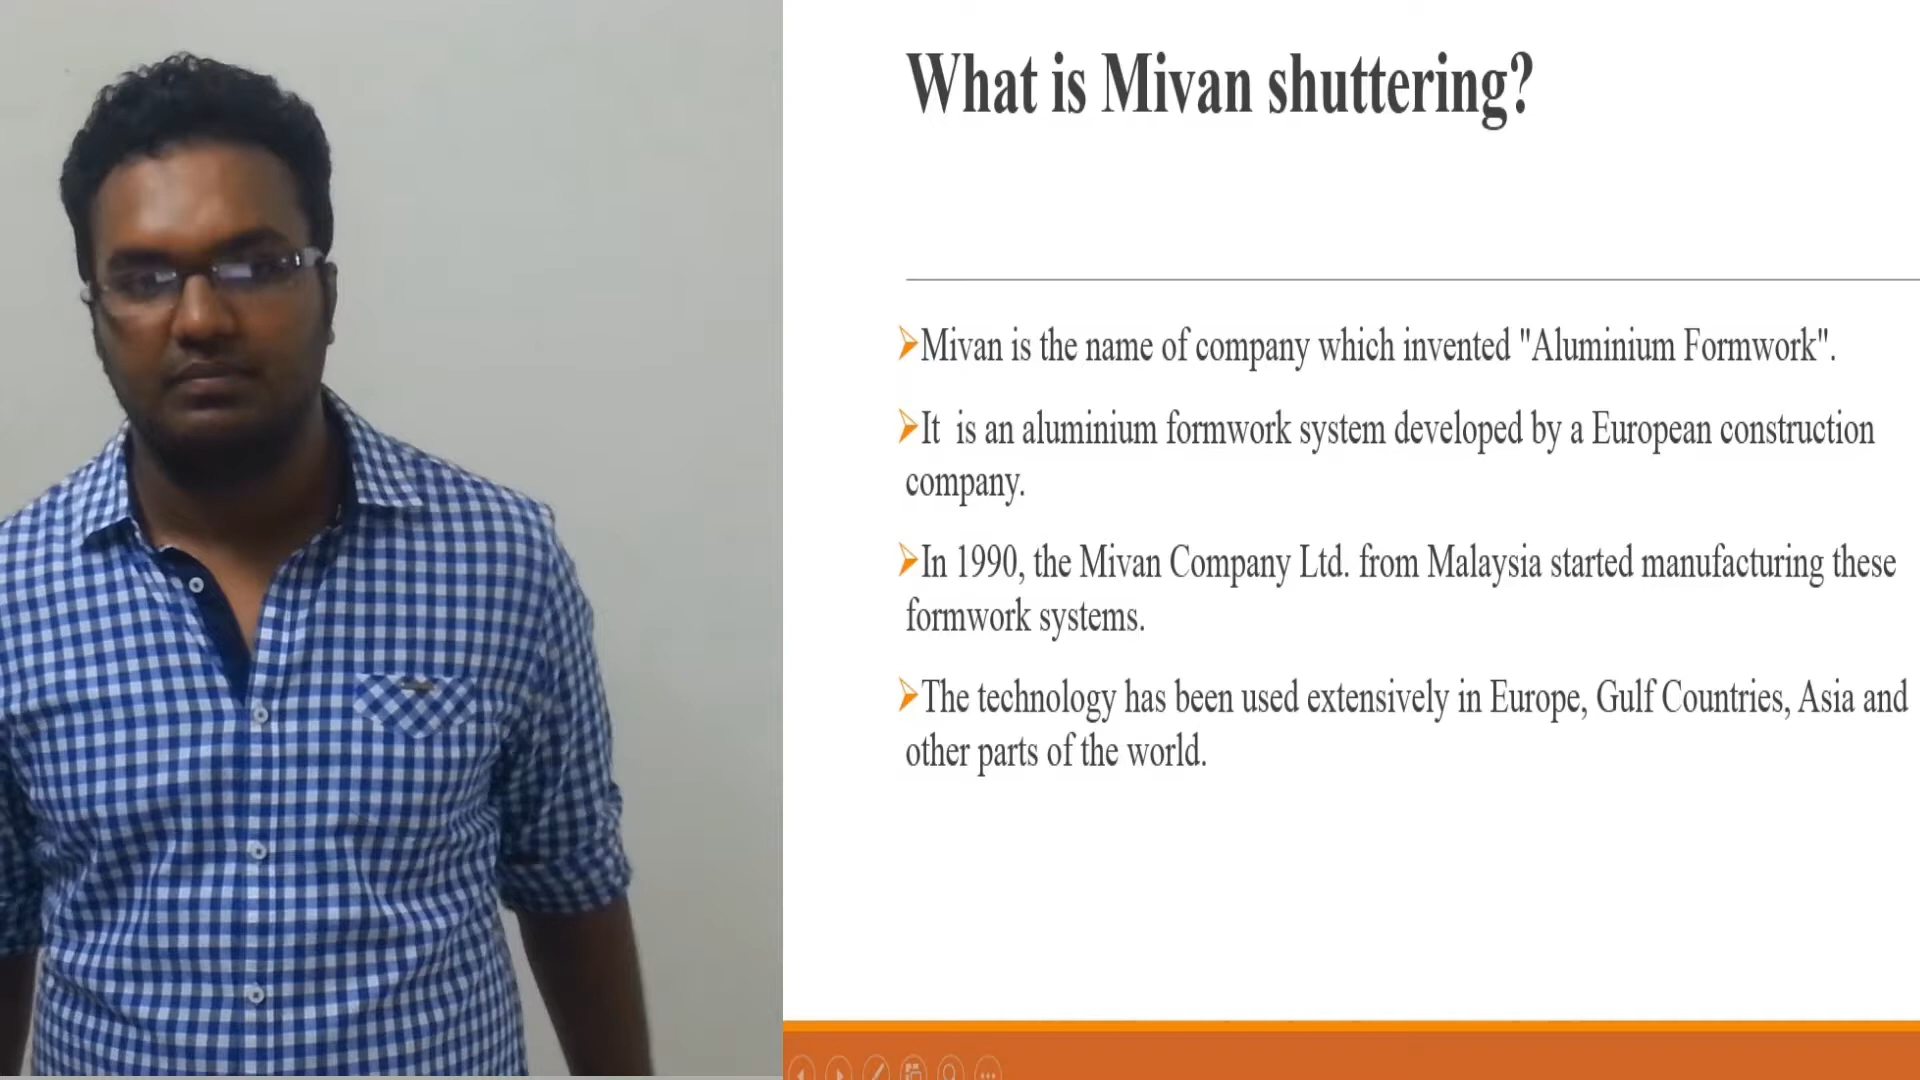 What is Mivan shuttering?
Mivan is the name of company which invented "Aluminium Formwork".
It is an aluminium formwork system developed by a European construction
company.
In 1990, the Mivan Company Ltd. from Malaysia started manufacturing these
formwork systems.
The technology has been used extensively in Europe, Gulf Countries, Asia and
other parts of the world.